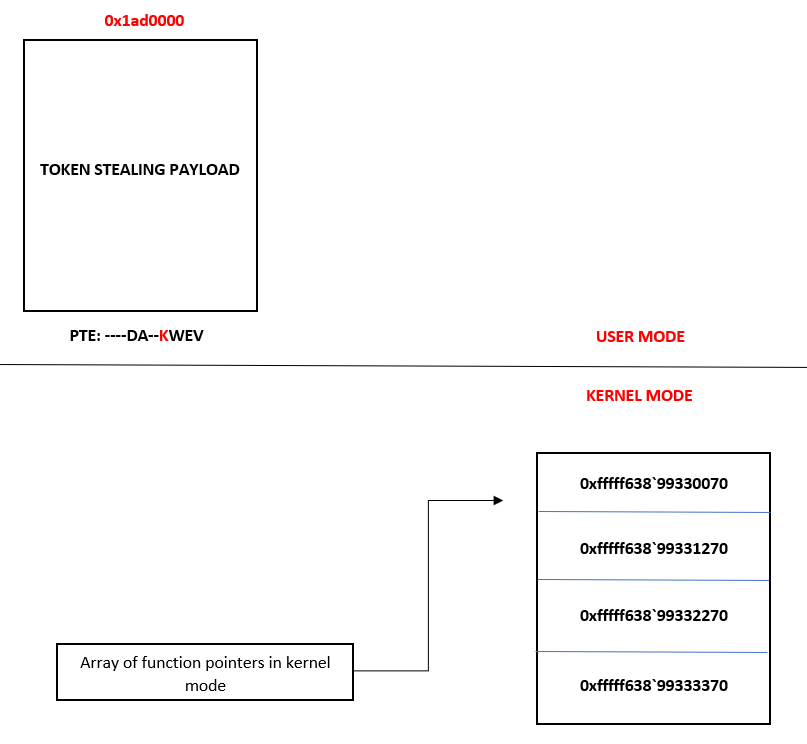 0x1ad0000
TOKEN STEALING PAYLOAD
PTE: ----DA--KWEV
USER MODE
KERNEL MODE
0xfffff638`99330070
0xfffff638`99331270
0xfffff638`99332270
0xfffff638`99333370
Array of function pointers in kernel
mode